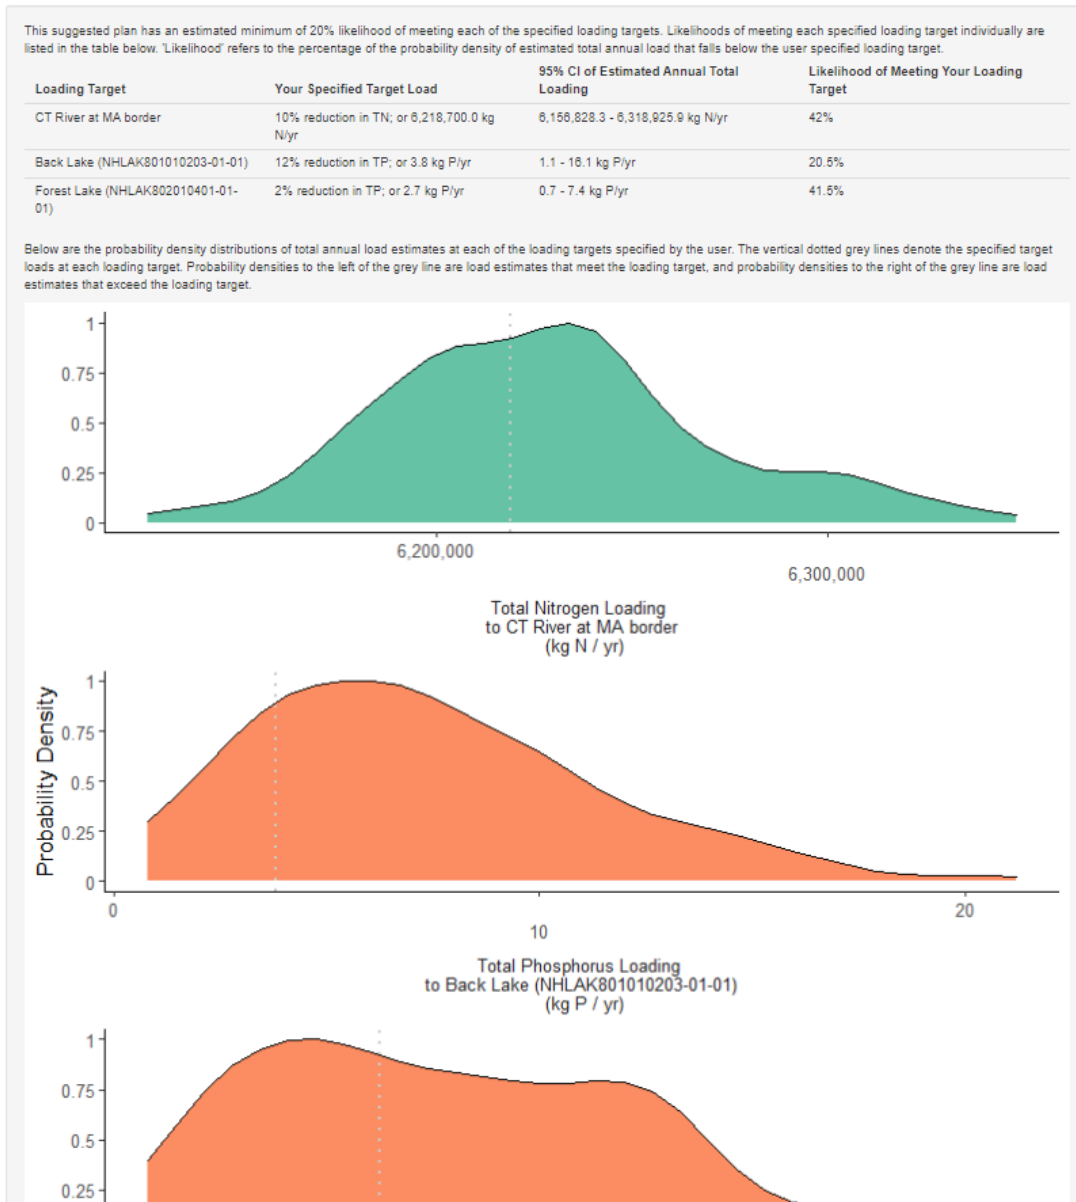 This suggested plan has an estimated minimum of 20% likelihood of meeting each of the specified loading targets. Likelihoods of meeting each specified loading target individually are
listed in the table below. 'Likelihood' refers to the percentage of the probability density of estimated total annual load that falls below the user specified loading target.
Loading Target Your Specified Target Load 95% CI of Estimated Annual Total Loading Likelihood of Meeting Your Loading Target
CT River at MA border 10% reduction in TN; or 6,218,700.0 kg N/yr 6,156,828.3 - 6,318,925.9 kg N/yr 42%
Back Lake (NHLAK801010203-01-01) 12% reduction in TP; or 3.8 kg P/yr 1.1 - 16.1 kg P/yr 20.5%
Forest Lake (NHLAK802010401-01-01) 2% reduction in TP; or 2.7 kg P/yr 0.7 - 7.4 kg P/yr 41.5%
Below are the probability density distributions of total annual load estimates at each of the loading targets specified by the user. The vertical dotted grey lines denote the specified target
loads at each loading target. Probability densities to the left of the grey line are load estimates that meet the loading target, and probability densities to the right of the grey line are load
estimates that exceed the loading target.
1
0.75
0.5
0.25
0
6,200,000
6,300,000
Total Nitrogen Loading
to CT River at MA border
(kg N / yr)
Probability Density
1
0.75
0.5
0.25
0
0
10
20
Total Phosphorus Loading
to Back Lake (NHLAK801010203-01-01)
(kg P / yr)
1
0.75
0.5
0.25